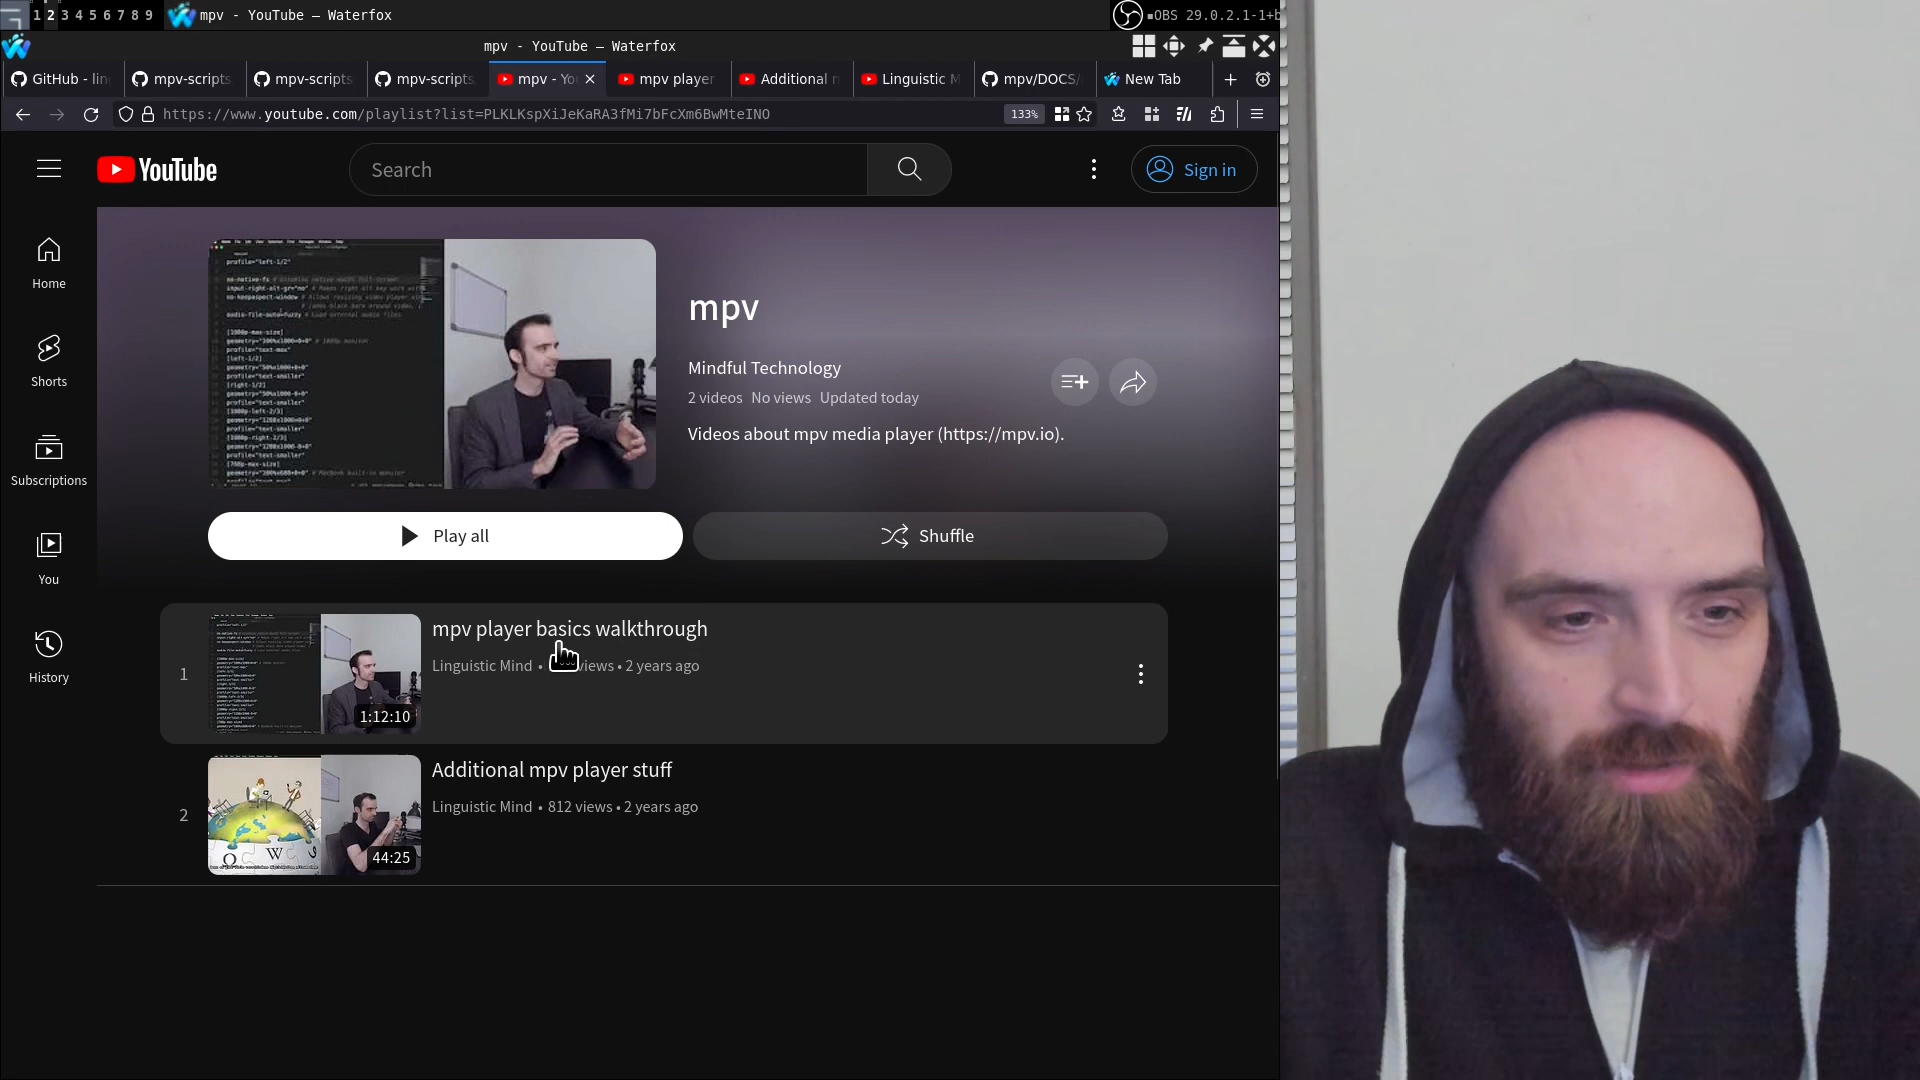 1 2 3 4 5 6 7 8 9
mpv - YouTube — Waterfox
OBS 29.0.2.1-1+b
mpv - YouTube — Waterfox
GitHub - lin
mpv-scripts
mpv-scripts
mpv-scripts
mpv - Yo
mpv player
Additional
Linguistic M
mpv/DOCS/
New Tab
https://www.youtube.com/playlist?list=PLKLKspXiJeKaRA3fMi7bFcXm6BwMteINO
133%
YouTube
Search
Sign in
Home
Shorts
Subscriptions
You
History
mpv
Mindful Technology
2 videos No views Updated today
Videos about mpv media player (https://mpv.io).
Play all
Shuffle
1
1:12:10
mpv player basics walkthrough
Linguistic Mind • views • 2 years ago
2
44:25
Additional mpv player stuff
Linguistic Mind • 812 views • 2 years ago